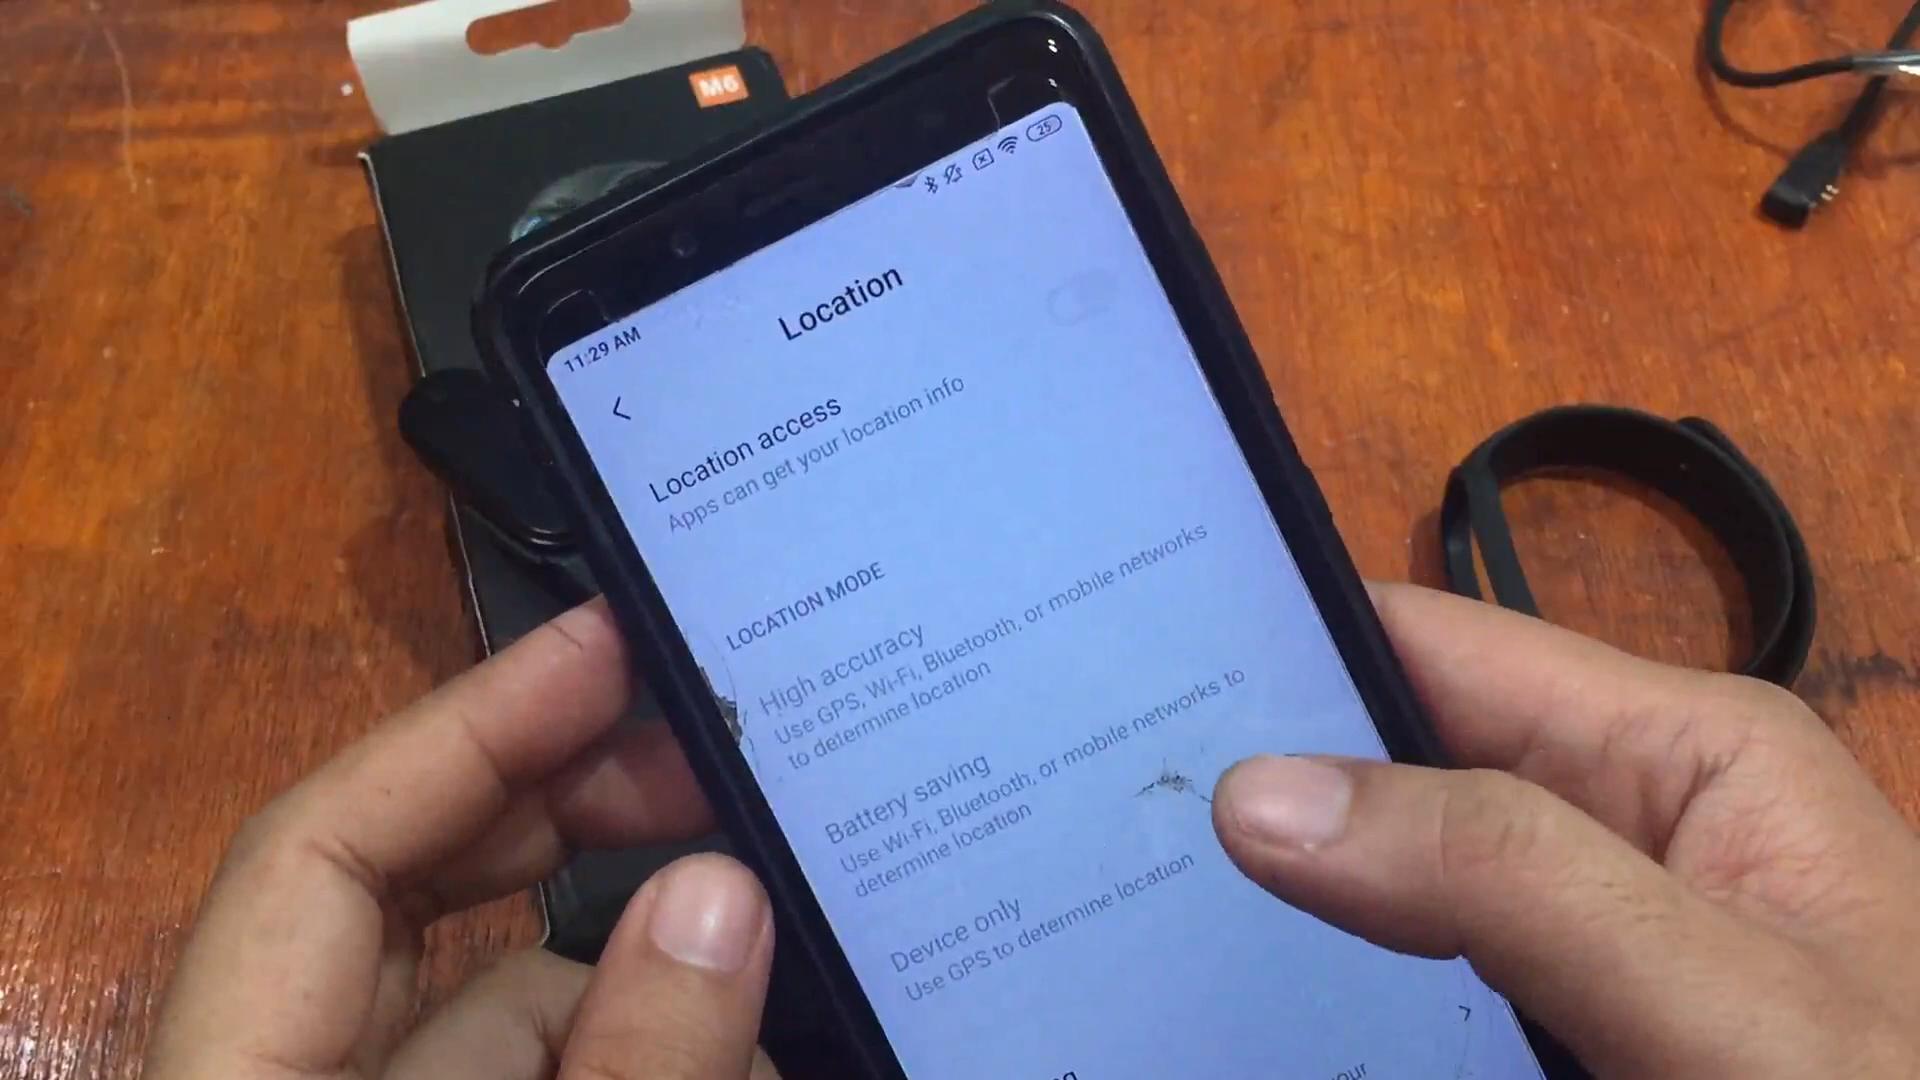 M6
25
11:29 AM
Location
Location access
Apps can get your location info
LOCATION MODE
High accuracy
Use GPS, Wi-Fi, Bluetooth, or mobile networks
to determine location
Battery saving
Use Wi-Fi, Bluetooth, or mobile networks to
determine location
Device only
Use GPS to determine location